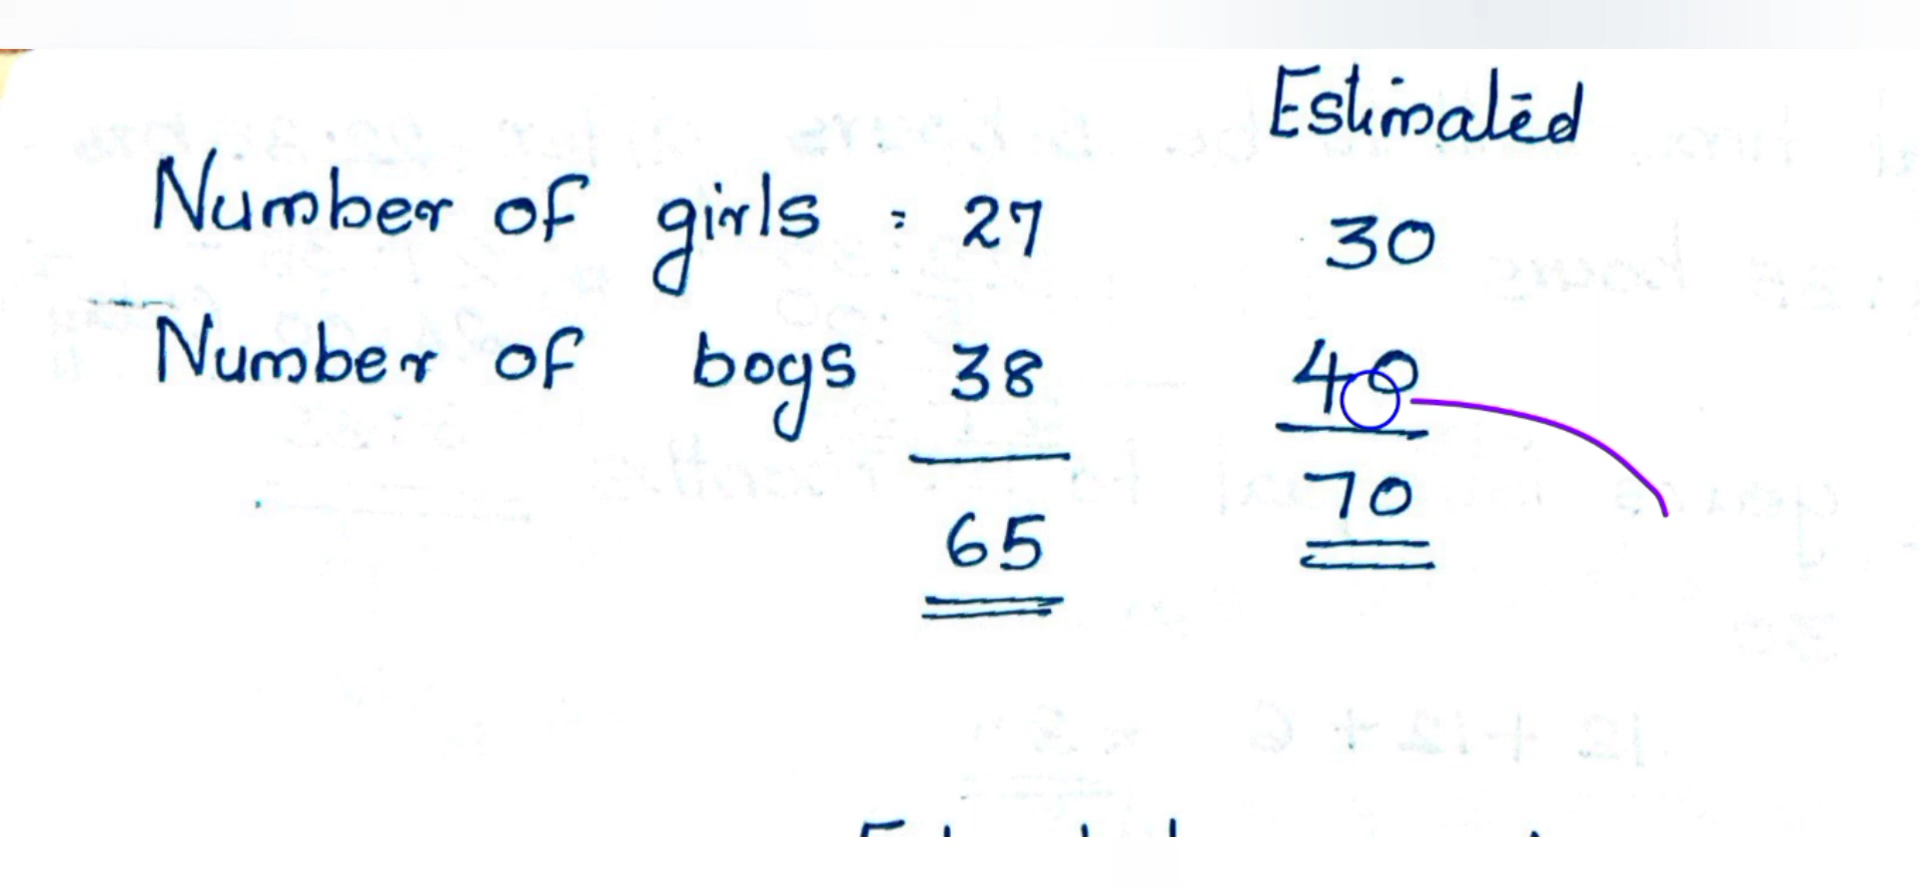 Estimated
Number of girls = 27 30
Number of boys 38 40
65 70